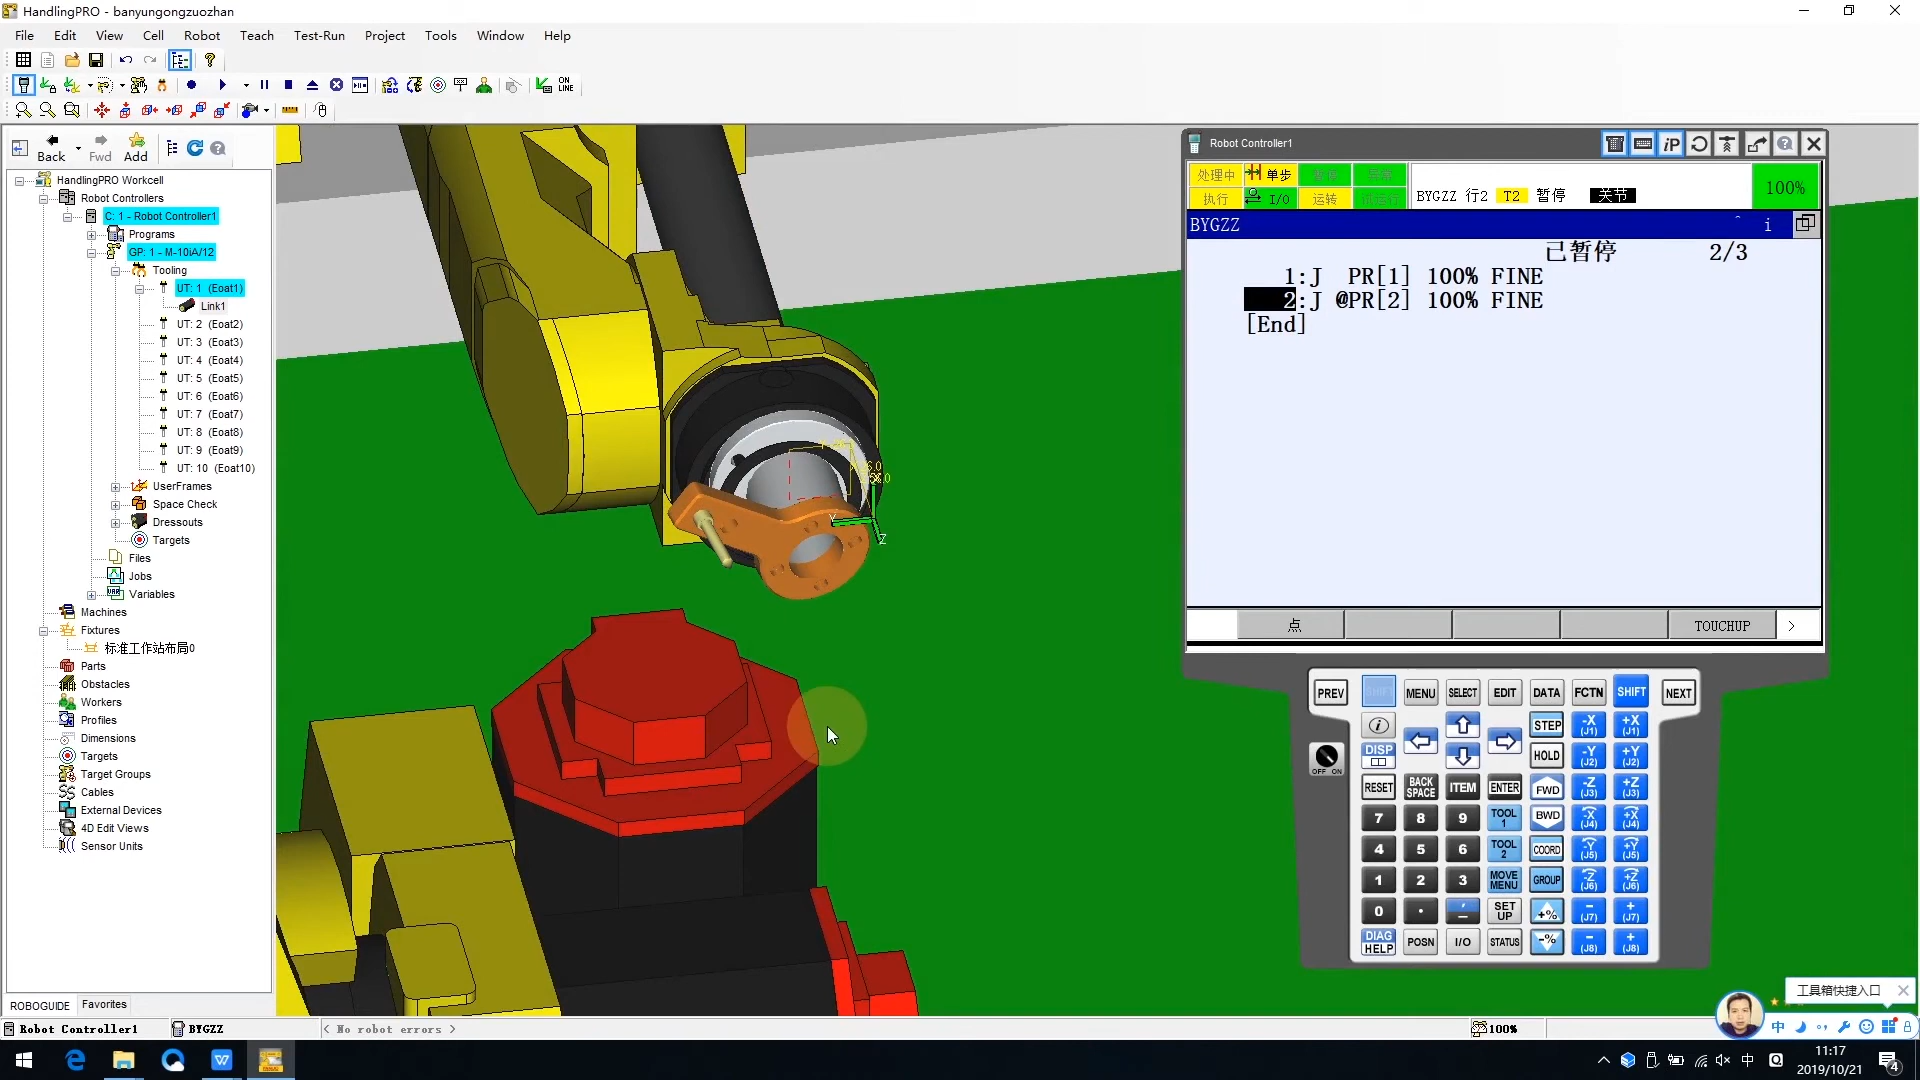 HandlingPRO - banyungongzuozhan
File Edit View Cell Robot Teach Test-Run Project Tools Window Help
ON LINE
Back Fwd Add
HandlingPRO Workcell
Robot Controllers
C: 1 - Robot Controller1
Programs
GP: 1 - M-10iA/12
Tooling
UT: 1 (Eoat1)
Link1
UT: 2 (Eoat2)
UT: 3 (Eoat3)
UT: 4 (Eoat4)
UT: 5 (Eoat5)
UT: 6 (Eoat6)
UT: 7 (Eoat7)
UT: 8 (Eoat8)
UT: 9 (Eoat9)
UT: 10 (Eoat10)
UserFrames
Space Check
Dressouts
Targets
Files
Jobs
Variables
Machines
Fixtures
标准工作站布局0
Parts
Obstacles
Workers
Profiles
Dimensions
Targets
Target Groups
Cables
External Devices
4D Edit Views
Sensor Units
ROBOGUIDE Favorites
Y
Z
Robot Controller1
iP
处理中 单步
执行 I/O 运转
BYGZZ 行2 T2 暂停 关节
100%
BYGZZ
i
已暂停 2/3
1:J PR[1] 100% FINE
2:J @PR[2] 100% FINE
[End]
点 TOUCHUP >
PREV SHIFT MENU SELECT EDIT DATA FCTN SHIFT NEXT
i STEP -X (J1) +X (J1)
OFF ON DISP HOLD -Y (J2) +Y (J2)
RESET BACK SPACE ITEM ENTER FWD -Z (J3) +Z (J3)
7 8 9 TOOL 1 BWD -X (J4) +X (J4)
4 5 6 TOOL 2 COORD -Y (J5) +Y (J5)
1 2 3 MOVE MENU GROUP -Z (J6) +Z (J6)
0 . SET UP +% - (J7) + (J7)
DIAG HELP POSN I/O STATUS -% - (J8) + (J8)
工具箱快捷入口
Robot Controller1 BYGZZ < No robot errors > 100%
中
中
11:17
2019/10/21
4